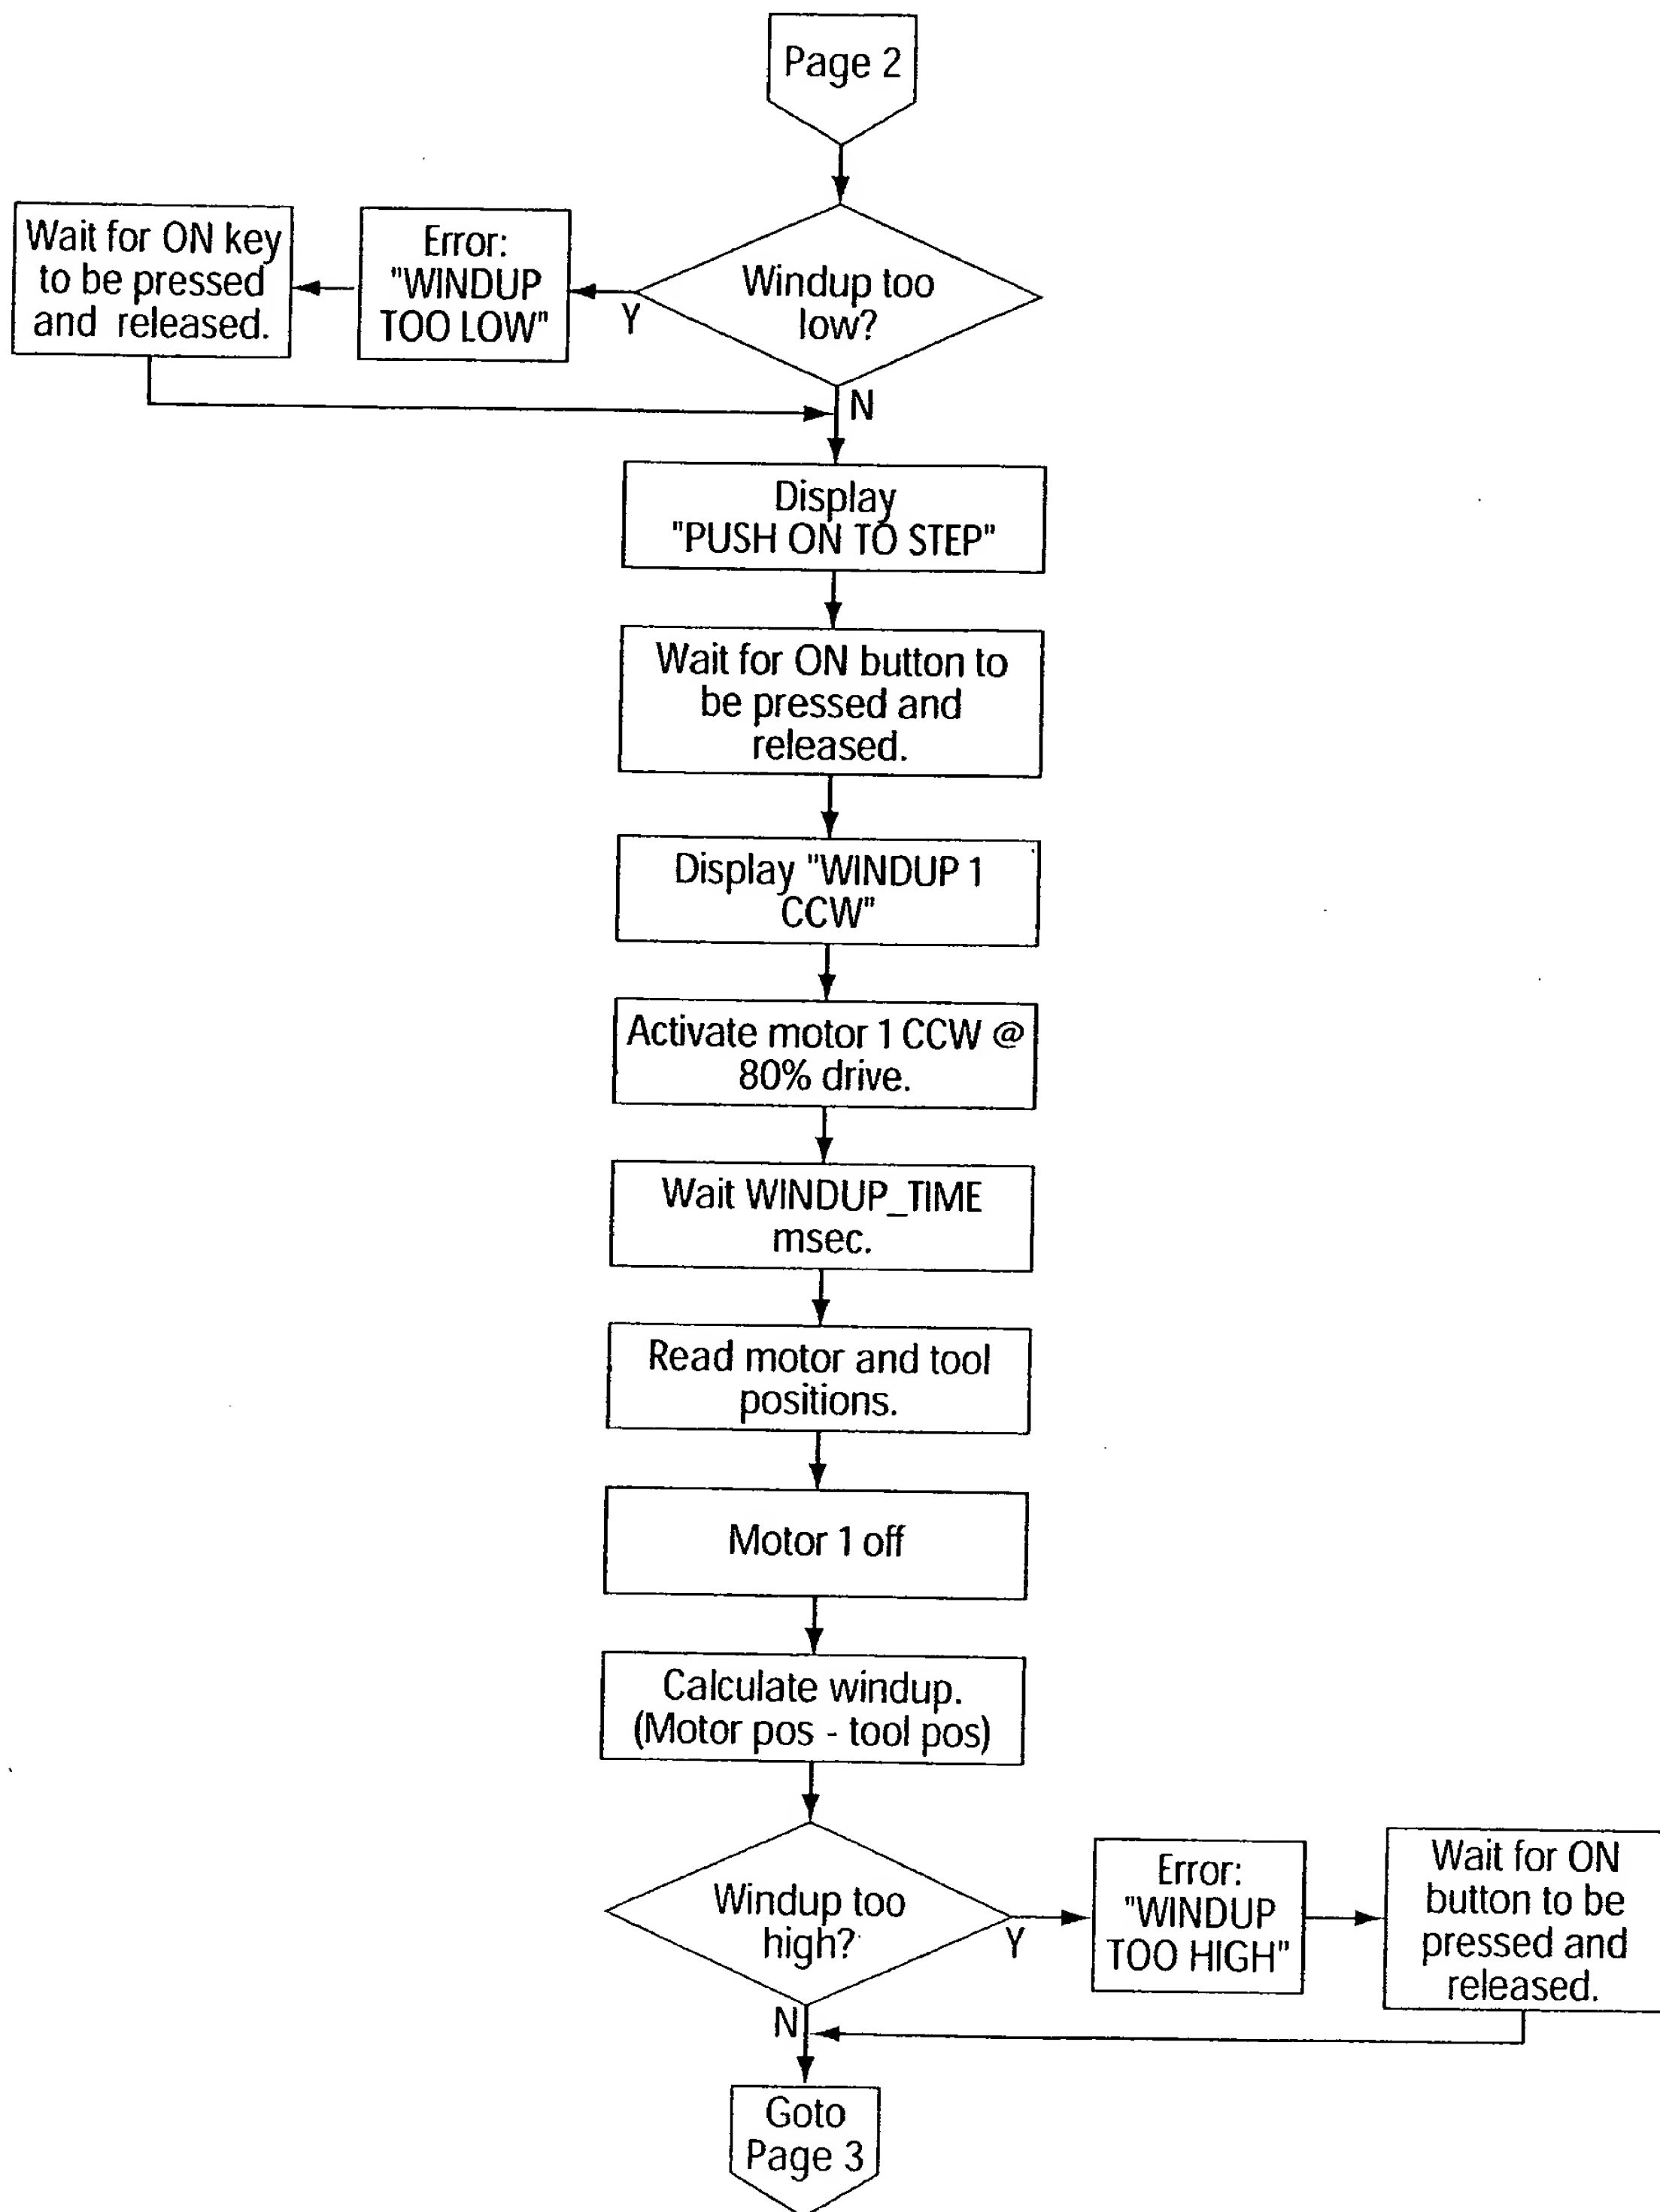 Page 2
Windup too
low?
Y
N
Error:
"WINDUP
TOO LOW"
Wait for ON key
to be pressed
and released.
Display
"PUSH ON TO STEP"
Wait for ON button to
be pressed and
released.
Display "WINDUP 1
CCW"
Activate motor 1 CCW @
80% drive.
Wait WINDUP_TIME
msec.
Read motor and tool
positions.
Motor 1 off
Calculate windup.
(Motor pos - tool pos)
Windup too
high?
Y
N
Error:
"WINDUP
TOO HIGH"
Wait for ON
button to be
pressed and
released.
Goto
Page 3